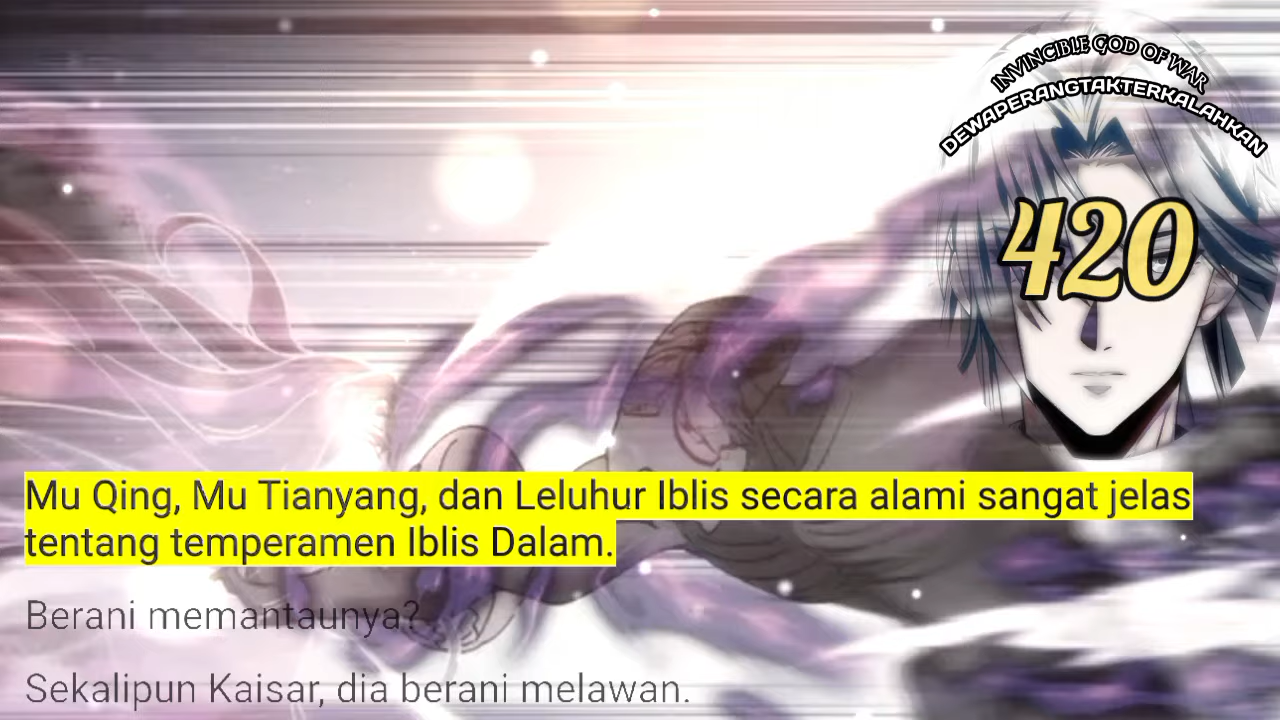 INVINCIBLE GOD OF WAR
DEWAPERANGTAKTERKALAHKAN
420
Mu Qing, Mu Tianyang, dan Leluhur Iblis secara alami sangat jelas
tentang temperamen Iblis Dalam.
Berani memantaunya?
Sekalipun Kaisar, dia berani melawan.